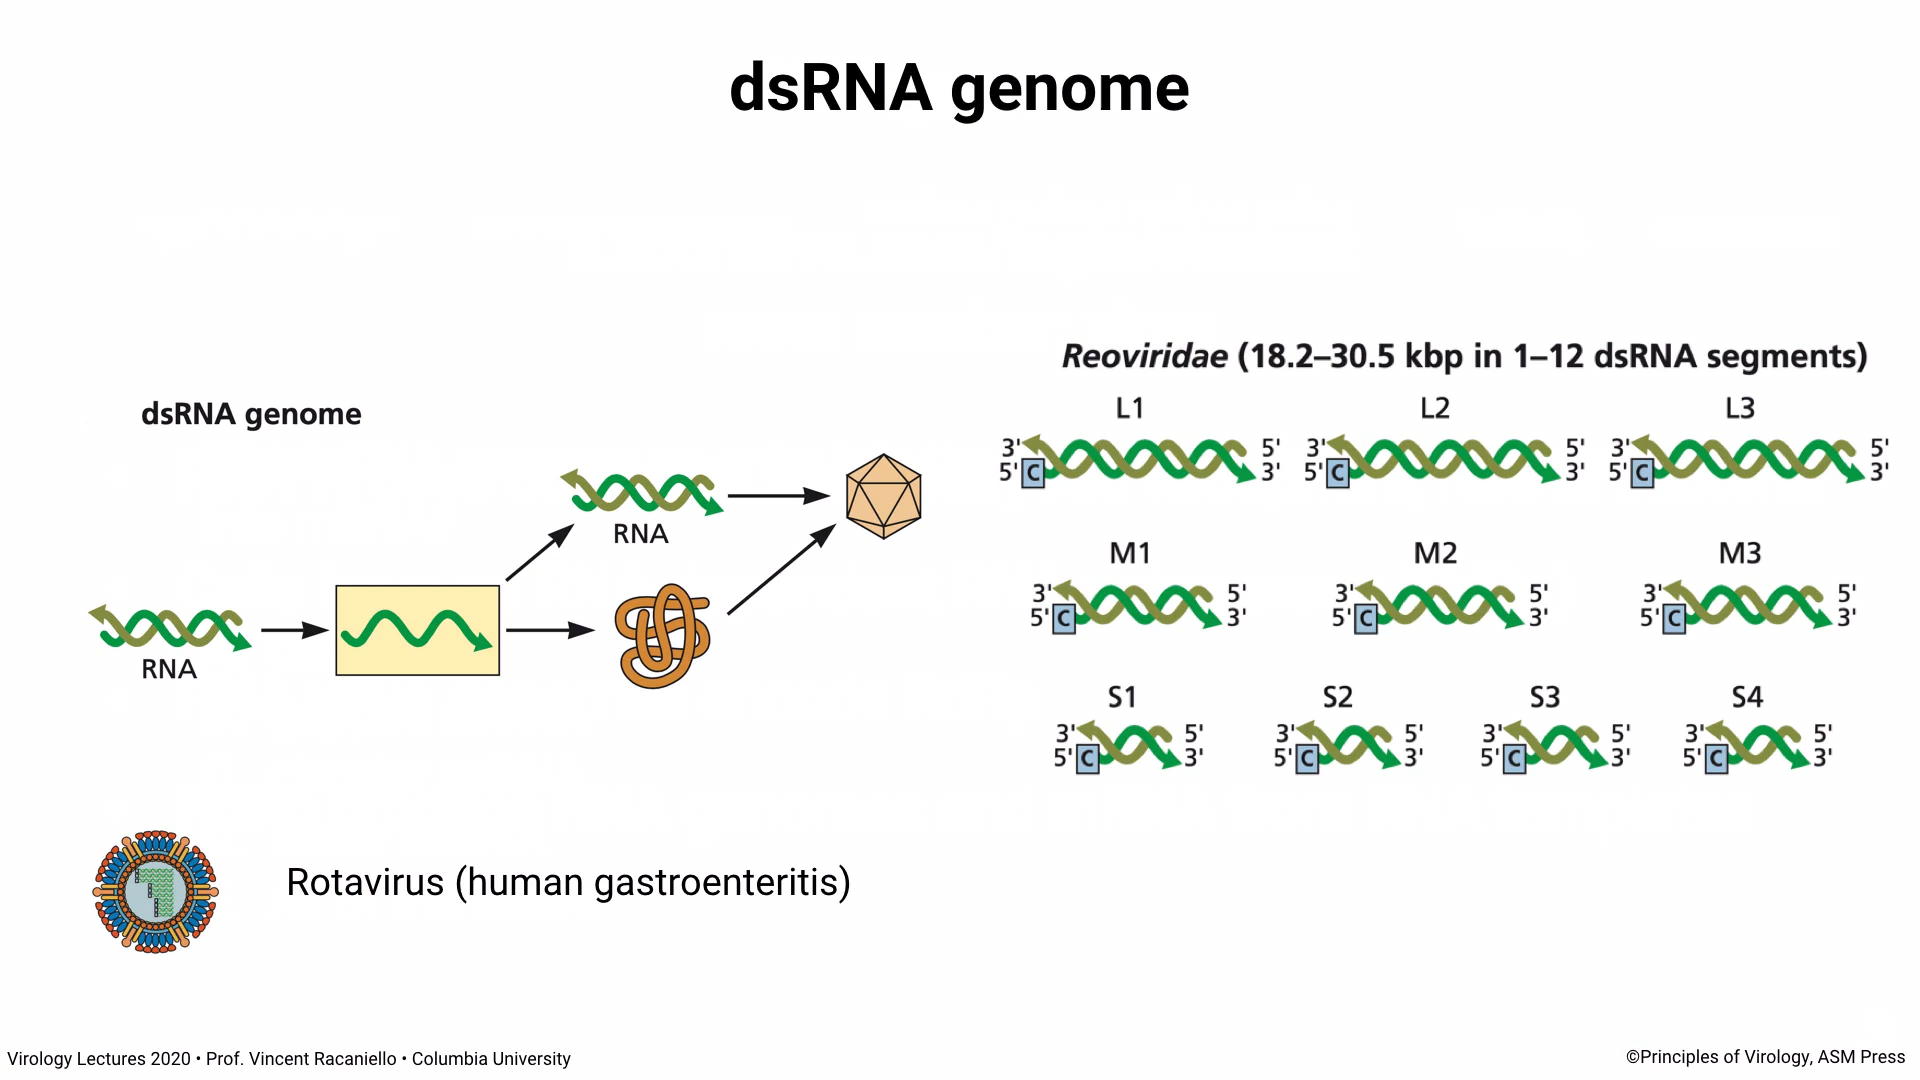 dsRNA genome
dsRNA genome
RNA
RNA
Reoviridae (18.2–30.5 kbp in 1–12 dsRNA segments)
L1 L2 L3
3' 5' 3' 5' 3' 5'
5' C 3' 5' C 3' 5' C 3'
M1 M2 M3
3' 5' 3' 5' 3' 5'
5' C 3' 5' C 3' 5' C 3'
S1 S2 S3 S4
3' 5' 3' 5' 3' 5' 3' 5'
5' C 3' 5' C 3' 5' C 3' 5' C 3'
Rotavirus (human gastroenteritis)
Virology Lectures 2020 • Prof. Vincent Racaniello • Columbia University
©Principles of Virology, ASM Press